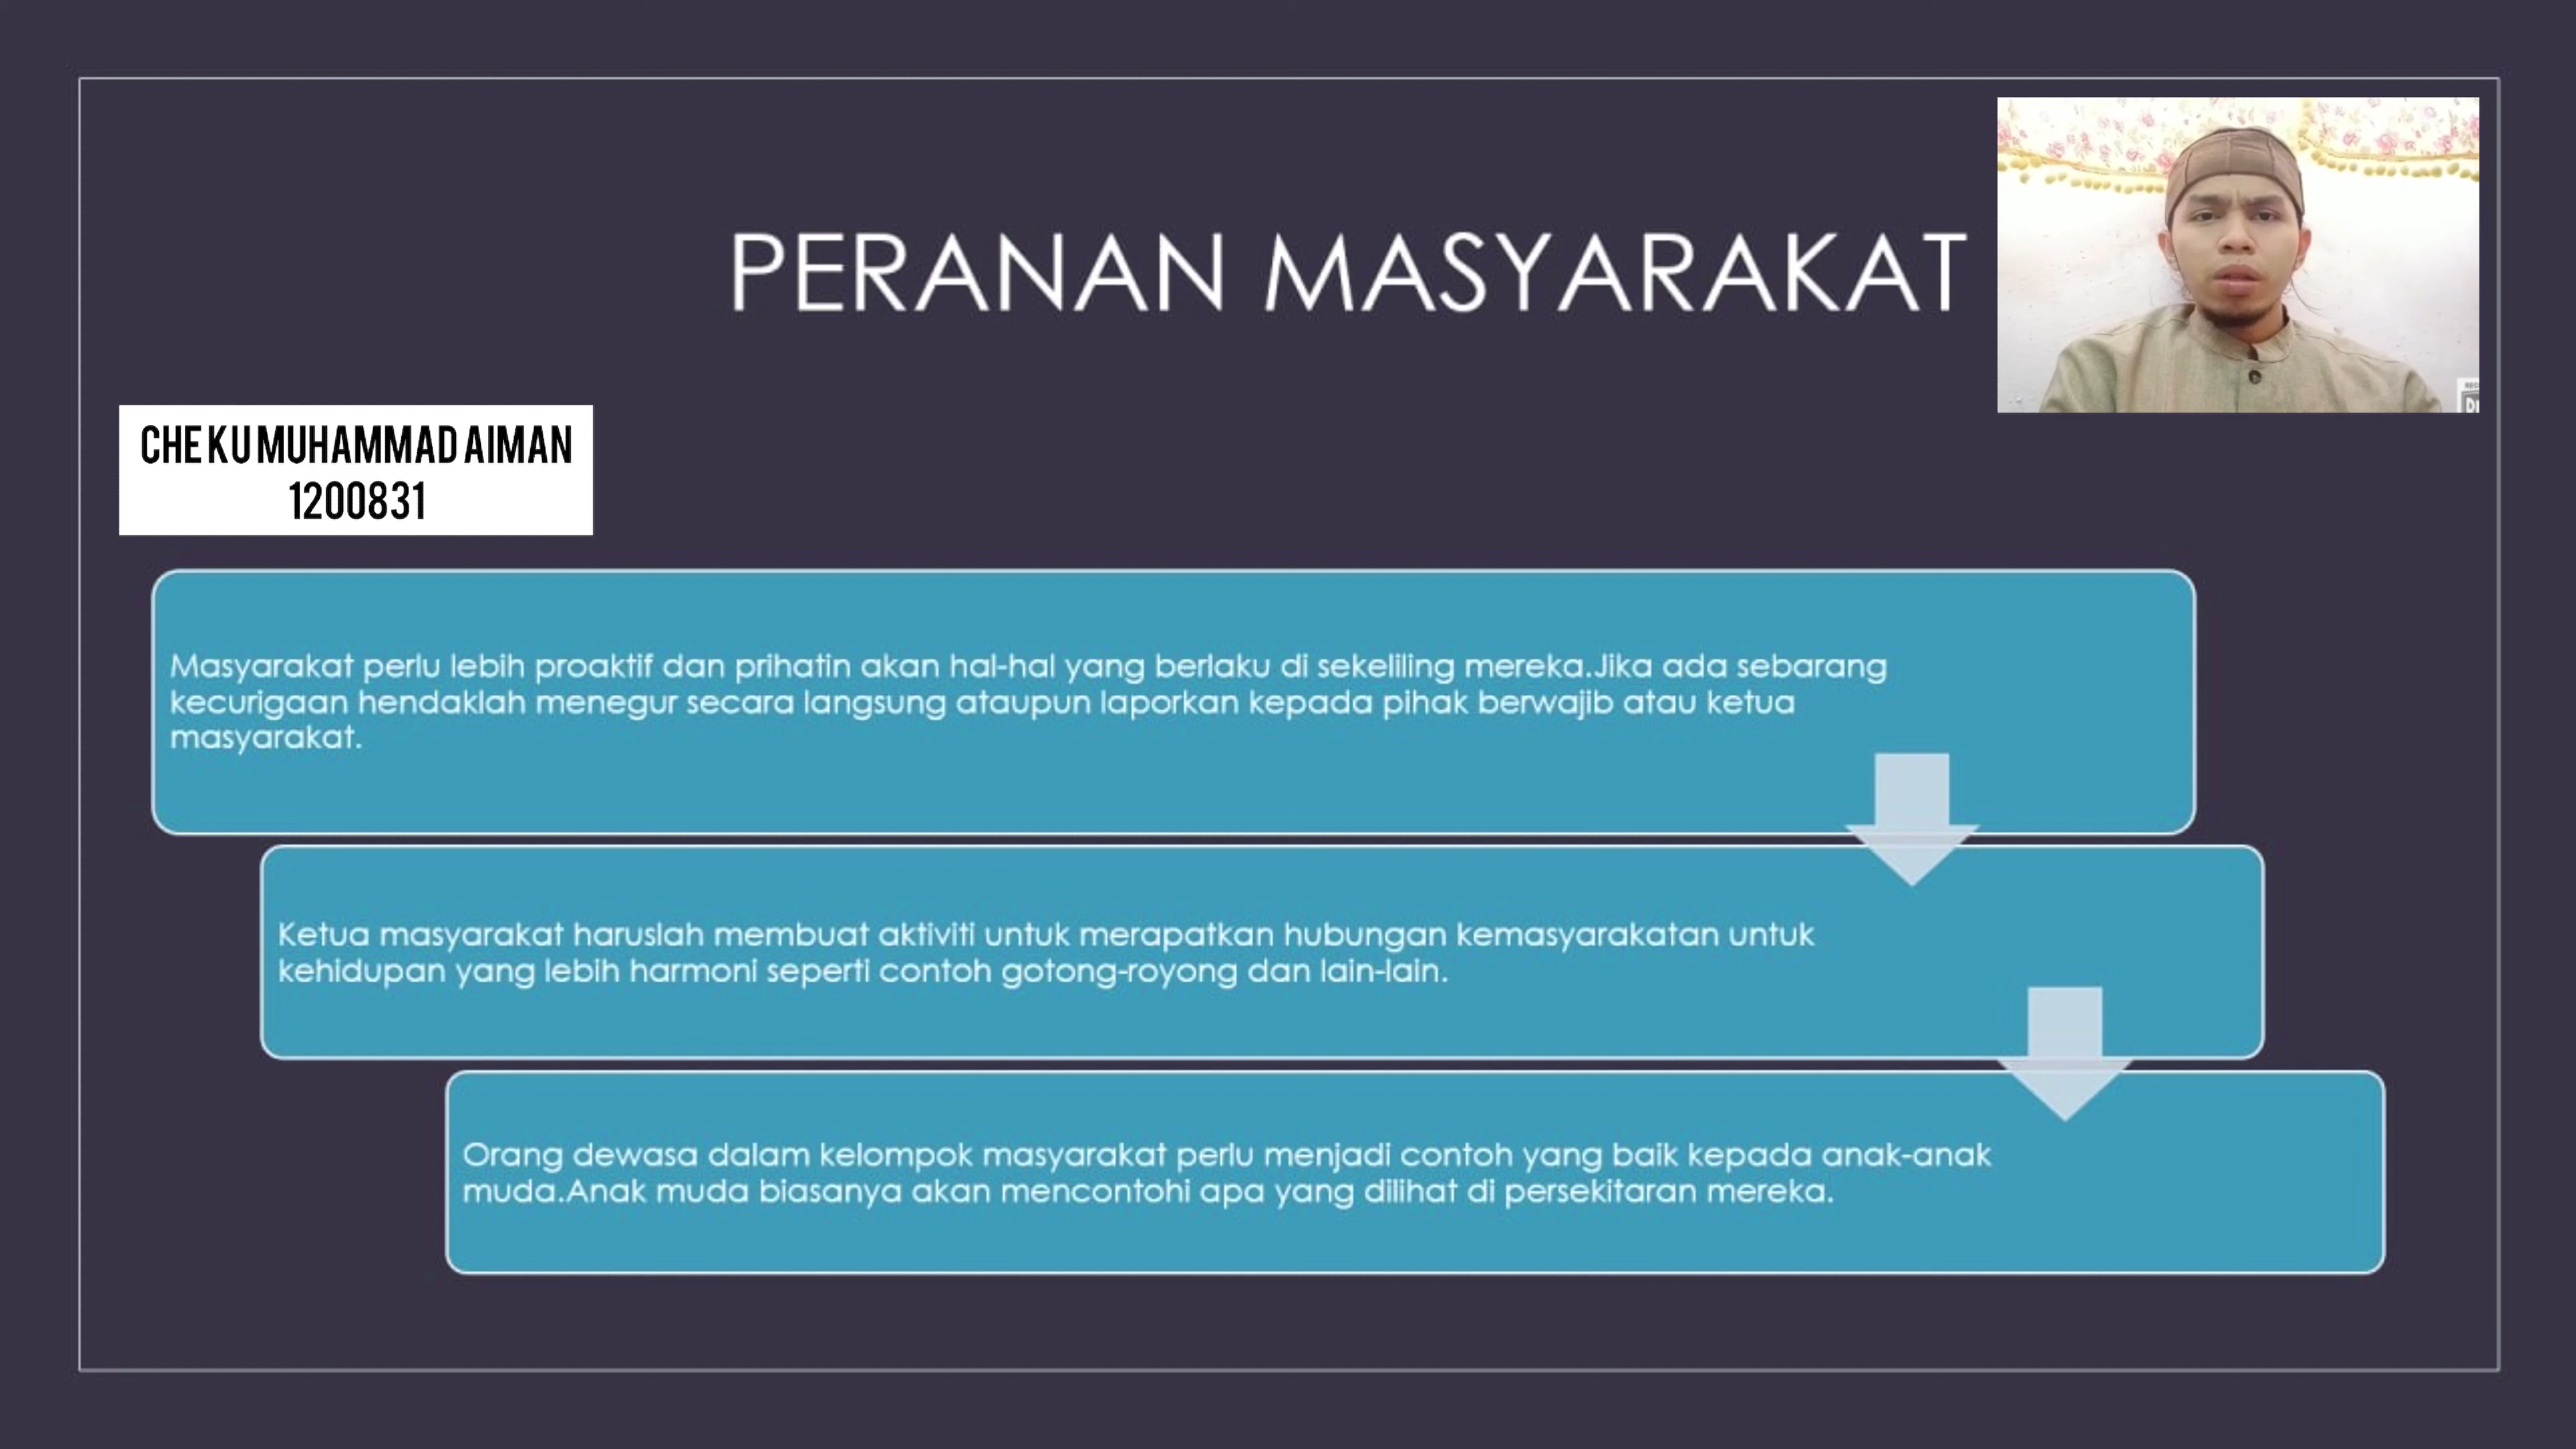 PERANAN MASYARAKAT
CHE KU MUHAMMAD AIMAN
1200831
Masyarakat perlu lebih proaktif dan prihatin akan hal-hal yang berlaku di sekeliling mereka.Jika ada sebarang
kecurigaan hendaklah menegur secara langsung ataupun laporkan kepada pihak berwajib atau ketua
masyarakat.
Ketua masyarakat haruslah membuat aktiviti untuk merapatkan hubungan kemasyarakatan untuk
kehidupan yang lebih harmoni seperti contoh gotong-royong dan lain-lain.
Orang dewasa dalam kelompok masyarakat perlu menjadi contoh yang baik kepada anak-anak
muda.Anak muda biasanya akan mencontohi apa yang dilihat di persekitaran mereka.